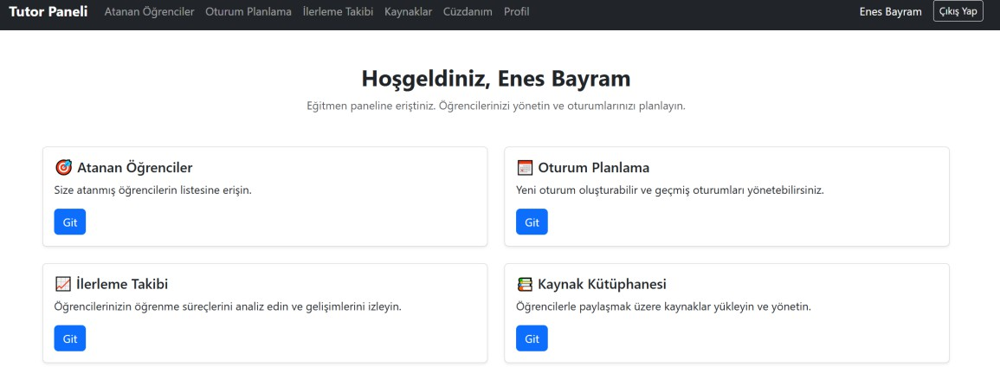 Tutor Paneli Atanan Öğrenciler Oturum Planlama İlerleme Takibi Kaynaklar Cüzdanım Profil Enes Bayram Çıkış Yap
Hoşgeldiniz, Enes Bayram
Eğitmen paneline eriştiniz. Öğrencilerinizi yönetin ve oturumlarınızı planlayın.
Atanan Öğrenciler
Size atanmış öğrencilerin listesine erişin.
Git
Oturum Planlama
Yeni oturum oluşturabilir ve geçmiş oturumları yönetebilirsiniz.
Git
İlerleme Takibi
Öğrencilerinizin öğrenme süreçlerini analiz edin ve gelişimlerini izleyin.
Git
Kaynak Kütüphanesi
Öğrencilerle paylaşmak üzere kaynaklar yükleyin ve yönetin.
Git